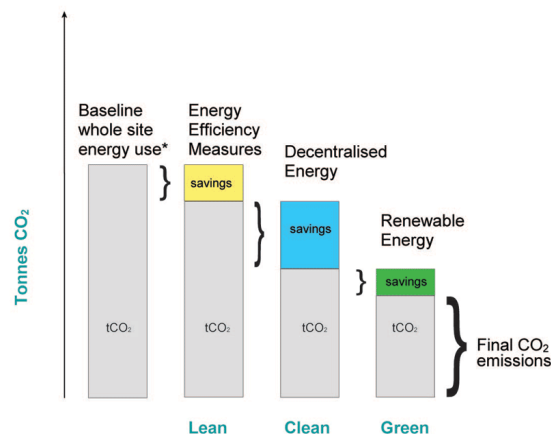 Baseline
whole site
energy use*
Energy
Efficiency
Measures
Decentralised
Energy
Renewable
Energy
savings
savings
savings
tCO₂
tCO₂
tCO₂
tCO₂
Final CO₂
emissions
Tonnes CO₂
Lean
Clean
Green